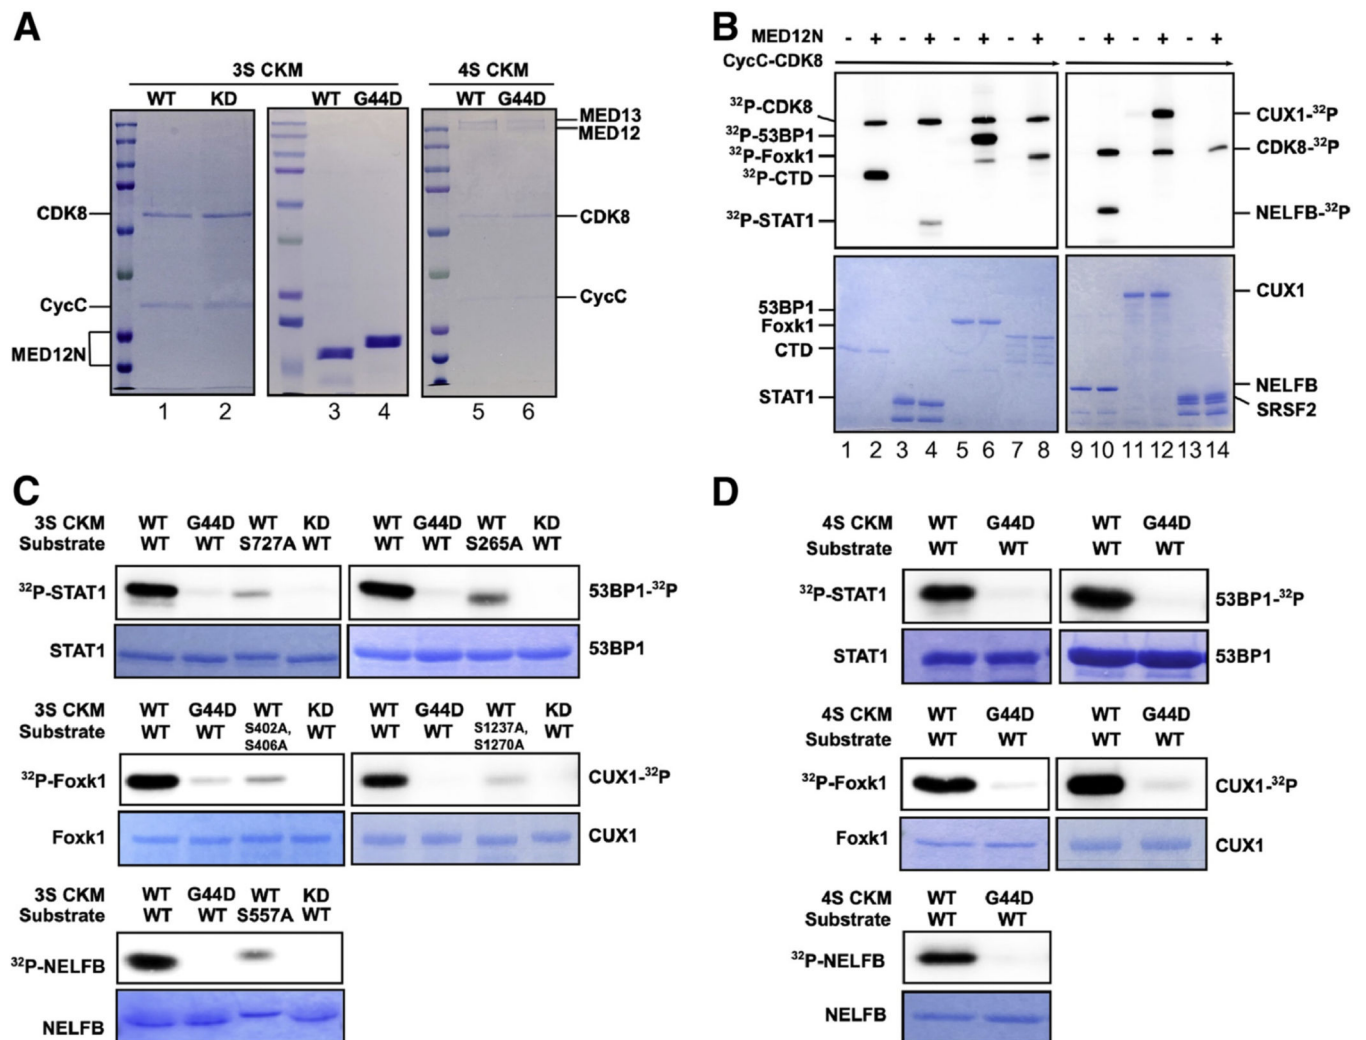 A
3S CKM
4S CKM
WT KD WT G44D WT G44D
MED13
MED12
CDK8
CDK8
CycC
CycC
MED12N
1 2 3 4 5 6
B
MED12N - + - + - + - + - + - + - +
CycC-CDK8
³²P-CDK8
³²P-53BP1
³²P-Foxk1
³²P-CTD
³²P-STAT1
CUX1-³²P
CDK8-³²P
NELFB-³²P
53BP1
Foxk1
CTD
STAT1
CUX1
NELFB
SRSF2
1 2 3 4 5 6 7 8 9 10 11 12 13 14
C
3S CKM WT G44D WT KD WT G44D WT KD
Substrate WT WT S727A WT WT WT S265A WT
³²P-STAT1
53BP1-³²P
STAT1
53BP1
3S CKM WT G44D WT KD WT G44D WT KD
Substrate WT WT S402A, S406A WT WT WT S1237A, S1270A WT
³²P-Foxk1
CUX1-³²P
Foxk1
CUX1
3S CKM WT G44D WT KD
Substrate WT WT S557A WT
³²P-NELFB
NELFB
D
4S CKM WT G44D WT G44D
Substrate WT WT WT WT
³²P-STAT1
53BP1-³²P
STAT1
53BP1
4S CKM WT G44D WT G44D
Substrate WT WT WT WT
³²P-Foxk1
CUX1-³²P
Foxk1
CUX1
4S CKM WT G44D
Substrate WT WT
³²P-NELFB
NELFB